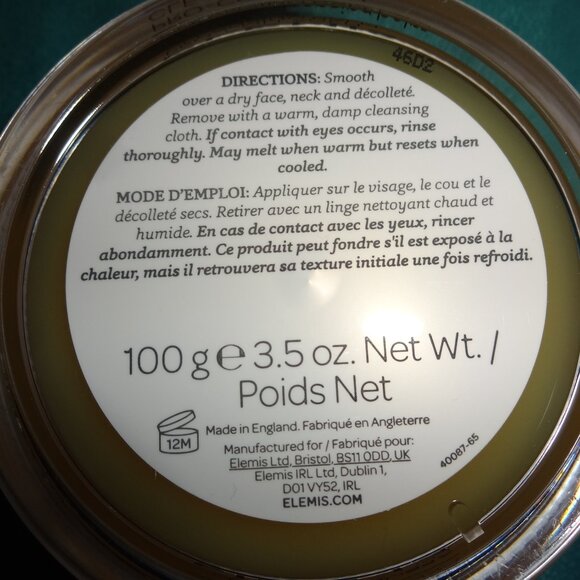 46DZ
DIRECTIONS: Smooth
over a dry face, neck and décolleté.
Remove with a warm, damp cleansing
cloth. If contact with eyes occurs, rinse
thoroughly. May melt when warm but resets when
cooled.
MODE D'EMPLOI: Appliquer sur le visage, le cou et le
décolleté secs. Retirer avec un linge nettoyant chaud et
humide. En cas de contact avec les yeux, rincer
abondamment. Ce produit peut fondre s'il est exposé à la
chaleur, mais il retrouvera sa texture initiale une fois refroidi.
100 g ℮ 3.5 oz. Net Wt. /
Poids Net
12M
Made in England. Fabriqué en Angleterre
Manufactured for / Fabriqué pour:
Elemis Ltd, Bristol, BS11 0DD, UK
Elemis IRL Ltd, Dublin 1,
D01 VY52, IRL
ELEMIS.COM
40087-65